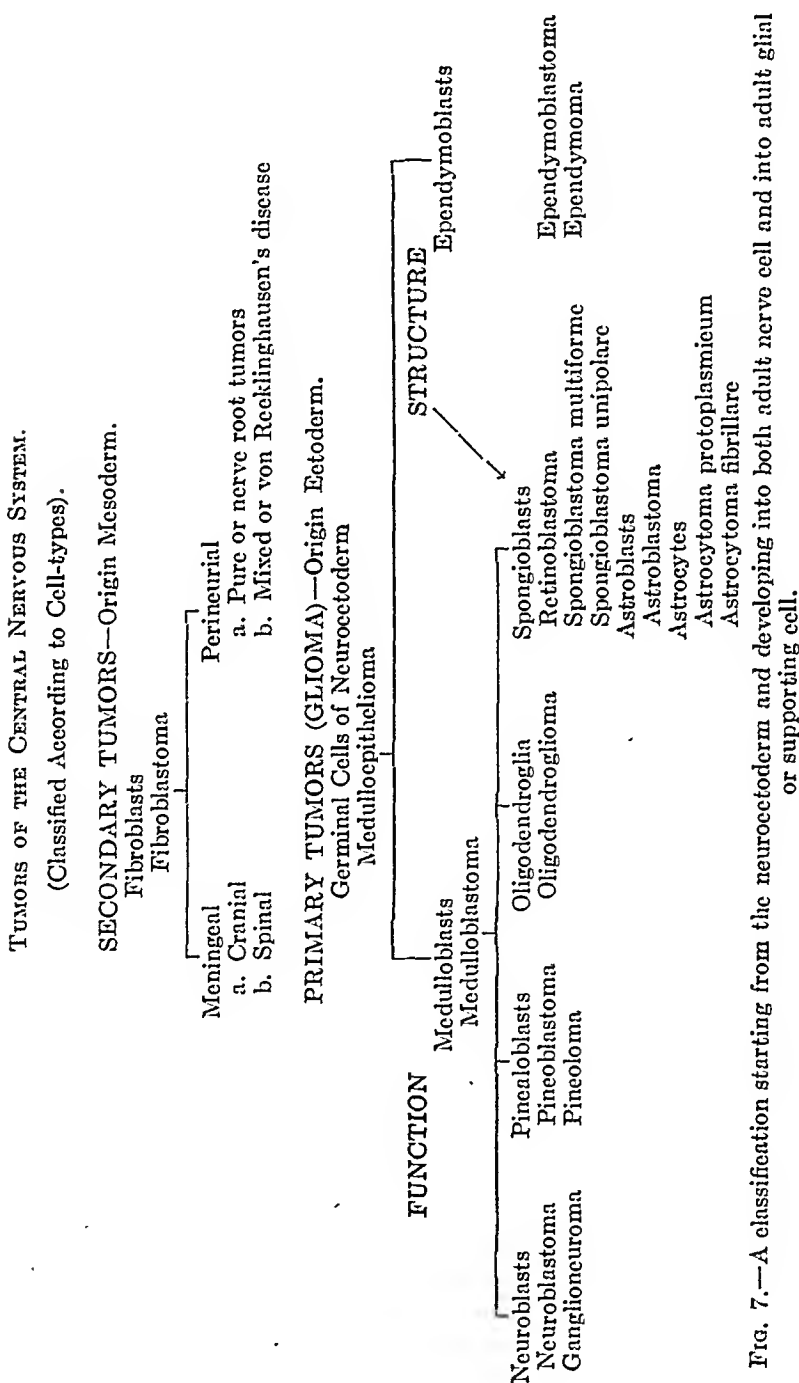 TUMORS OF THE CENTRAL NERVOUS SYSTEM.
(Classified According to Cell-types).
SECONDARY TUMORS—Origin Mesoderm.
Fibroblasts
Fibroblastoma
Meningeal
a. Cranial
b. Spinal
Perineurial
a. Pure or nerve root tumors
b. Mixed or von Recklinghausen's disease
PRIMARY TUMORS (GLIOMA)—Origin Ectoderm.
Germinal Cells of Neuroectoderm
Medulloepithelioma
FUNCTION
STRUCTURE
Medulloblasts
Medulloblastoma
Ependymoblasts
Neuroblasts
Neuroblastoma
Ganglioneuroma
Pinealoblasts
Pineoblastoma
Pineoloma
Oligodendroglia
Oligodendroglioma
Spongioblasts
Retinoblastoma
Spongioblastoma multiforme
Spongioblastoma unipolare
Astroblasts
Astroblastoma
Astrocytes
Astrocytoma protoplasmicum
Astrocytoma fibrillare
Ependymoblastoma
Ependymoma
FIG. 7.—A classification starting from the neuroectoderm and developing into both adult nerve cell and into adult glial
or supporting cell.